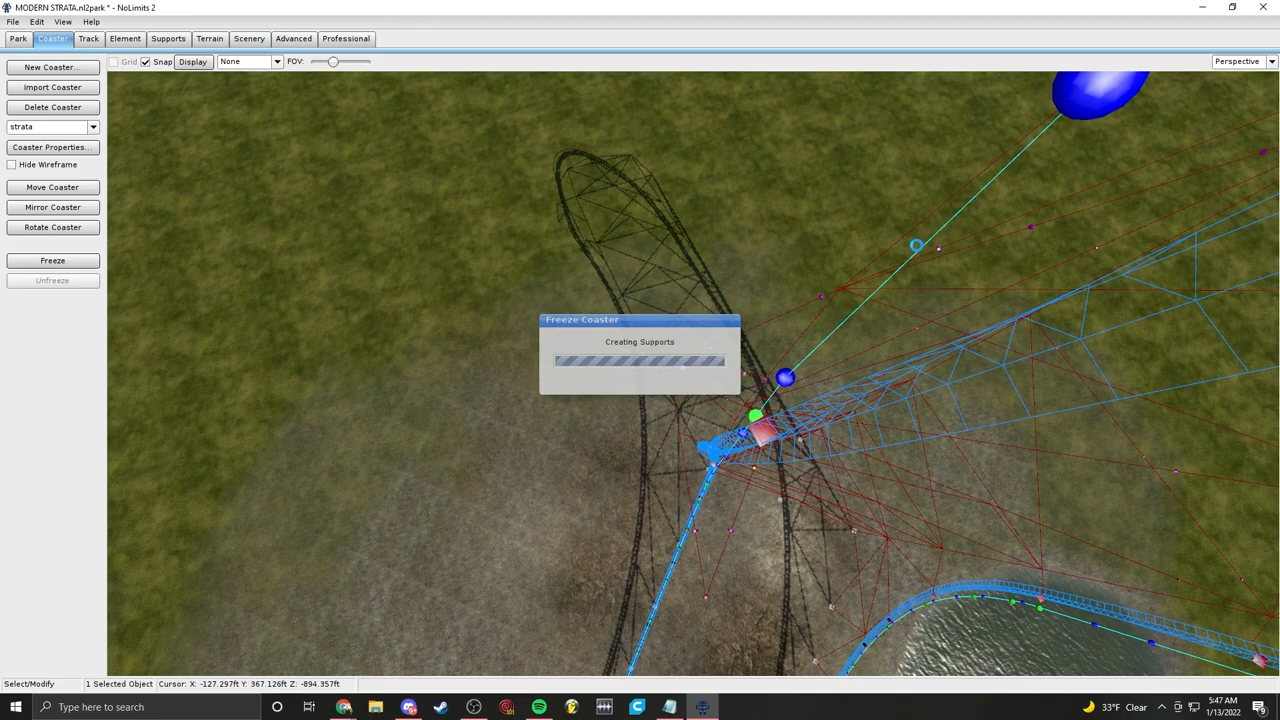 MODERN STRATA.nl2park * - NoLimits 2
File Edit View Help
Park Coaster Track Element Supports Terrain Scenery Advanced Professional
Grid Snap Display None FOV: Perspective
New Coaster...
Import Coaster
Delete Coaster
strata
Coaster Properties...
Hide Wireframe
Move Coaster
Mirror Coaster
Rotate Coaster
Freeze
Unfreeze
Freeze Coaster
Creating Supports
Select/Modify 1 Selected Object Cursor: X: -127.297ft Y: 367.126ft Z: -894.357ft
Type here to search
33°F Clear
5:47 AM
1/13/2022